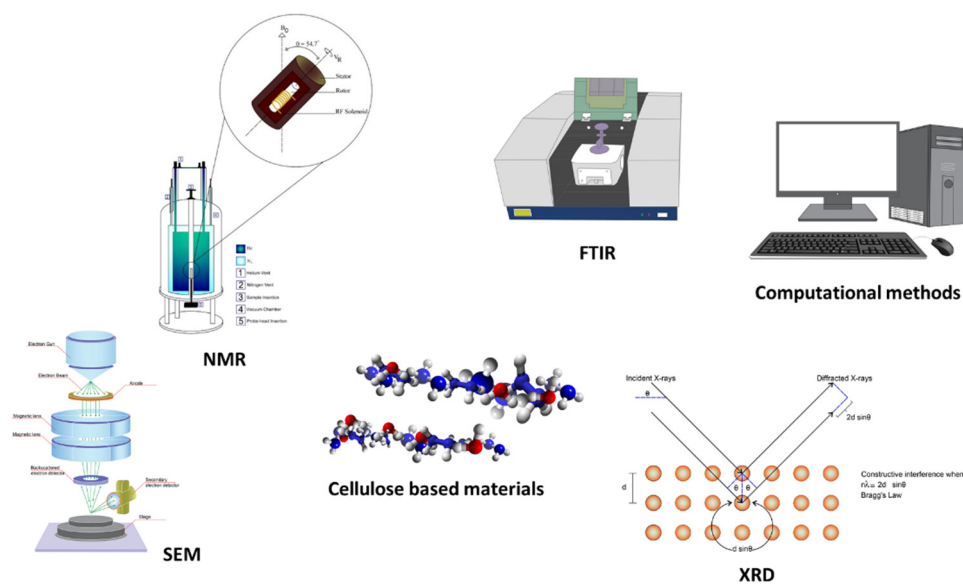 B₀
θ = 54.7°
V_R
Stator
Rotor
RF Solenoid
N₂
1 Helium Vent
2 Nitrogen Vent
3 Sample Insertion
4 Vacuum Chamber
5 Probe-head Insertion
NMR
FTIR
Computational methods
Electron Gun
Electron Beam
Anode
Magnetic lens
Magnetic lens
Backscattered
electron detector
Secondary
electron detector
Stage
SEM
Cellulose based materials
Incident X-rays
Diffracted X-rays
θ
2d sinθ
θ θ
d
d sinθ
Constructive interference when
nλ = 2d sinθ
Bragg's Law
XRD